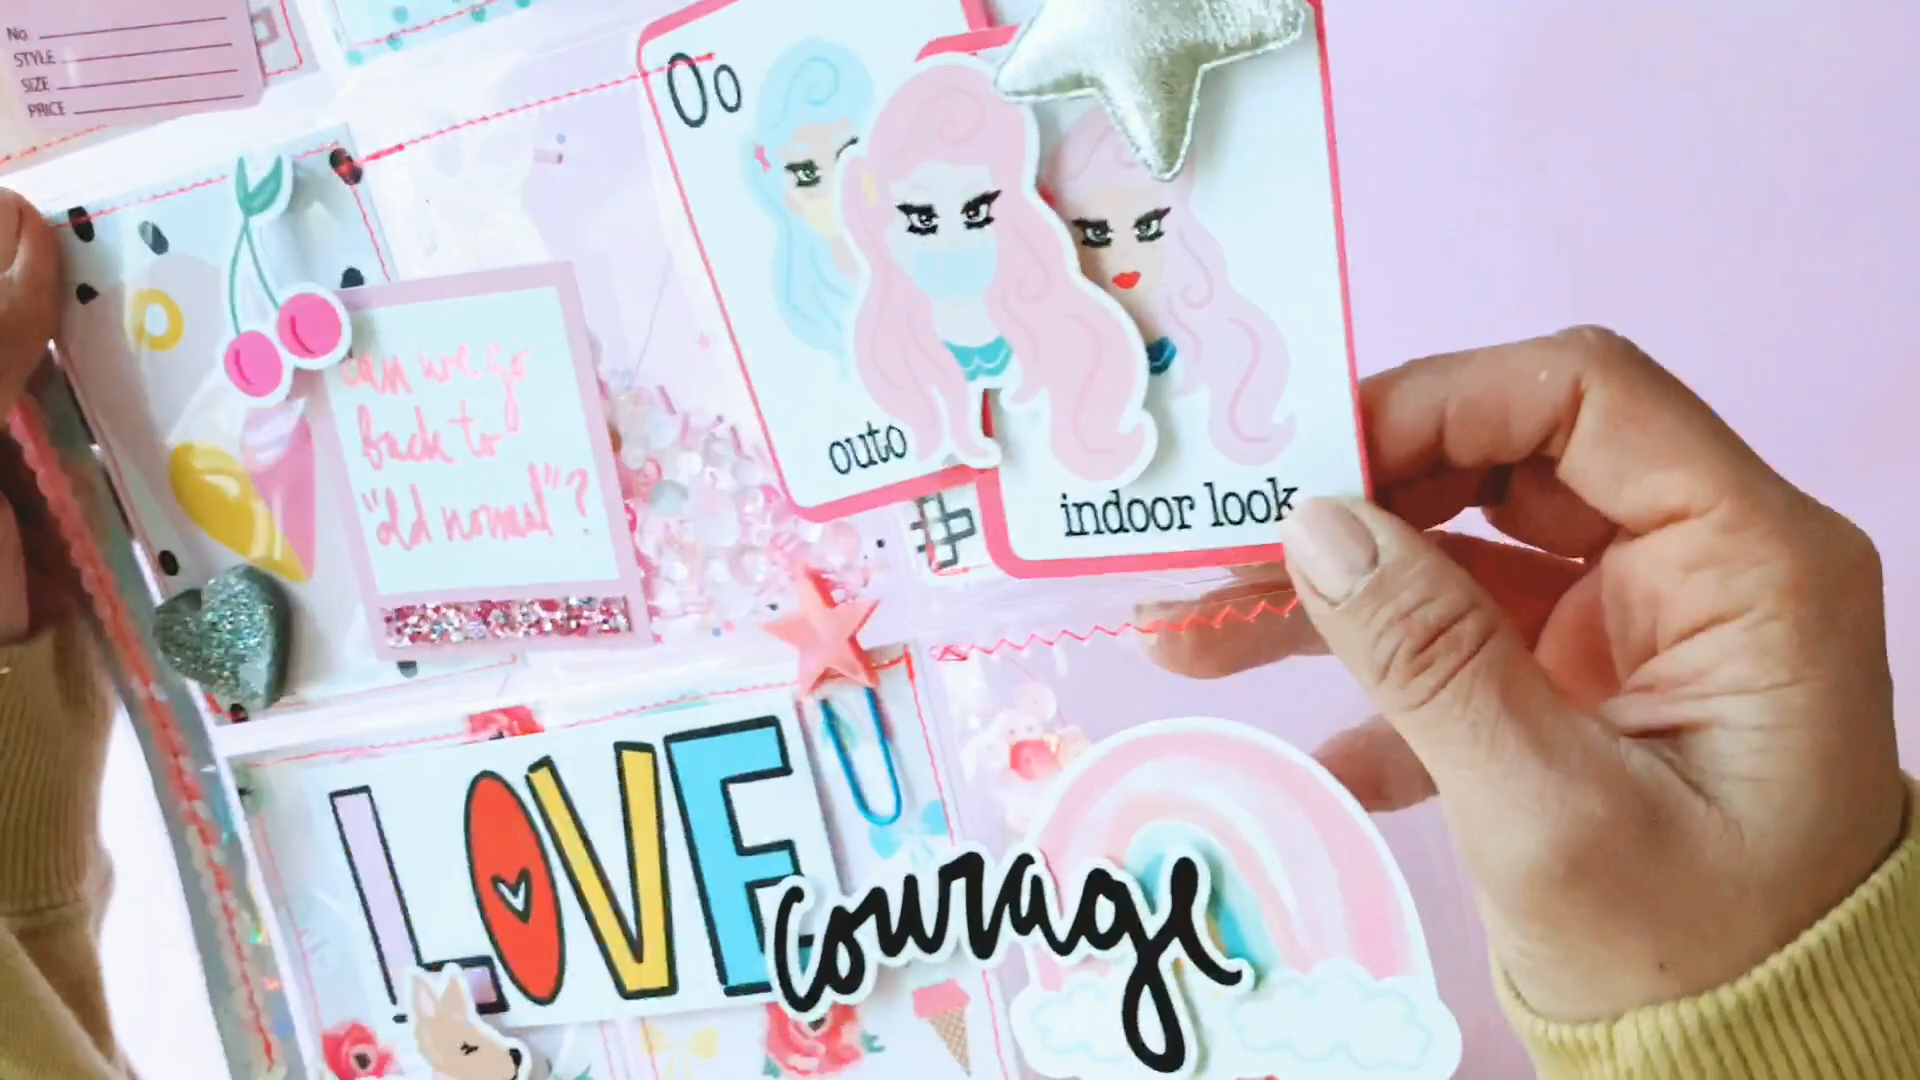 No.
STYLE
SIZE
PRICE
Oo
outo
indoor look
can we go
back to
"old normal"?
LOVE
courage